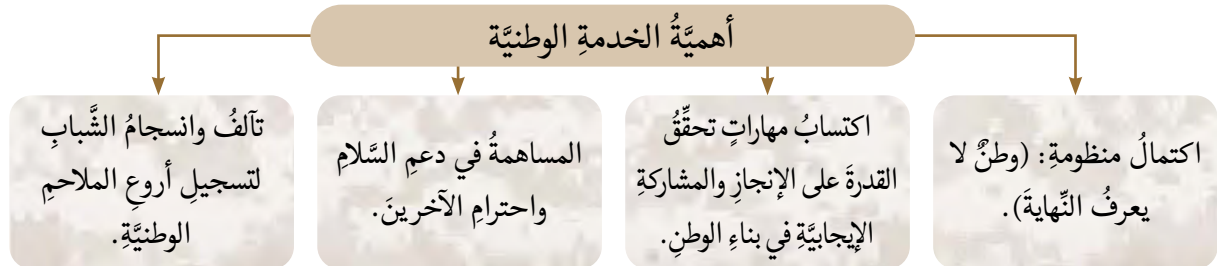 أهميَّةُ الخدمةِ الوطنيَّة
اكتمالُ منظومةِ: (وطنٌ لا
يعرفُ النِّهايةَ).
اكتسابُ مهاراتٍ تحقِّقُ
القدرةَ على الإنجازِ والمشاركةِ
الإيجابيَّةِ في بناءِ الوطنِ.
المساهمةُ في دعمِ السَّلامِ
واحترامِ الآخرينَ.
تآلفُ وانسجامُ الشَّبابِ
لتسجيلِ أروعِ الملاحمِ
الوطنيَّةِ.